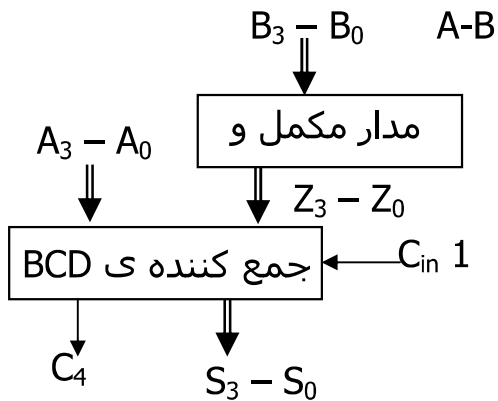 B₃ – B₀ A-B
مدار مکمل و
A₃ – A₀
Z₃ – Z₀
جمع کننده ی BCD
Cᵢₙ 1
C₄
S₃ – S₀